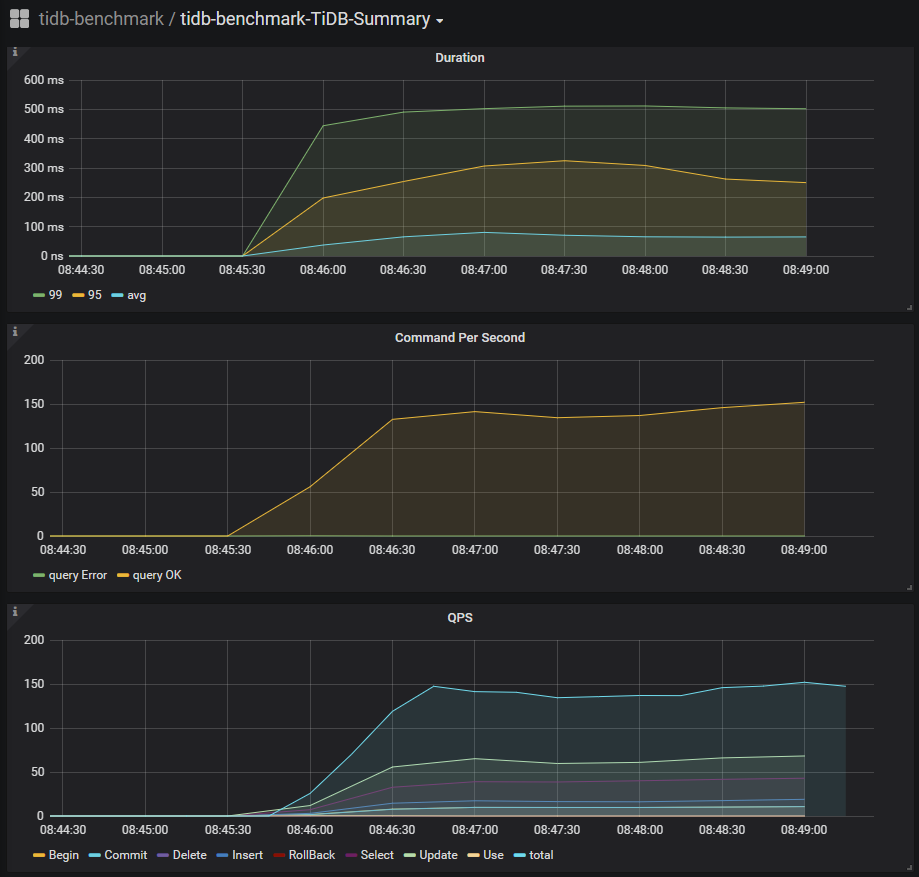 tidb-benchmark / tidb-benchmark-TiDB-Summary
i
Duration
600 ms
500 ms
400 ms
300 ms
200 ms
100 ms
0 ns
08:44:30 08:45:00 08:45:30 08:46:00 08:46:30 08:47:00 08:47:30 08:48:00 08:48:30 08:49:00
99 95 avg
i
Command Per Second
200
150
100
50
0
08:44:30 08:45:00 08:45:30 08:46:00 08:46:30 08:47:00 08:47:30 08:48:00 08:48:30 08:49:00
query Error query OK
i
QPS
200
150
100
50
0
08:44:30 08:45:00 08:45:30 08:46:00 08:46:30 08:47:00 08:47:30 08:48:00 08:48:30 08:49:00
Begin Commit Delete Insert RollBack Select Update Use total